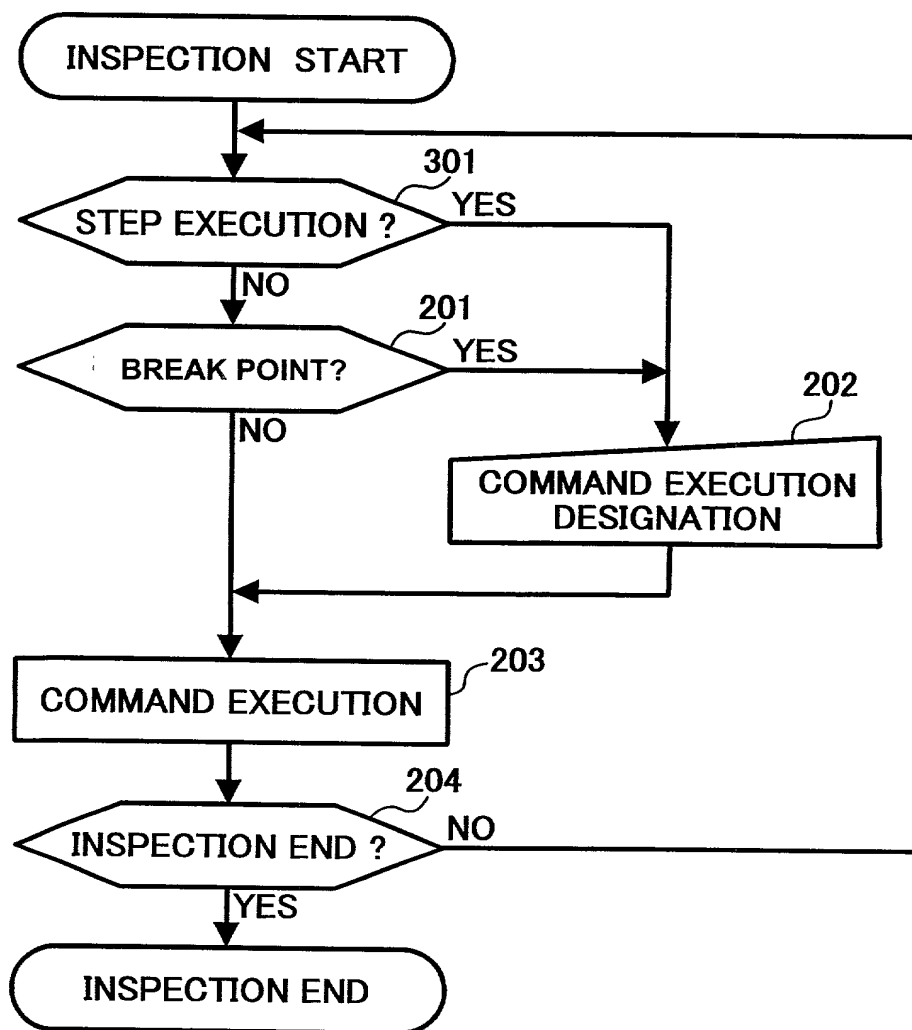 INSPECTION START
301
STEP EXECUTION ?
YES
NO
201
BREAK POINT?
YES
NO
202
COMMAND EXECUTION
DESIGNATION
203
COMMAND EXECUTION
204
INSPECTION END ?
NO
YES
INSPECTION END